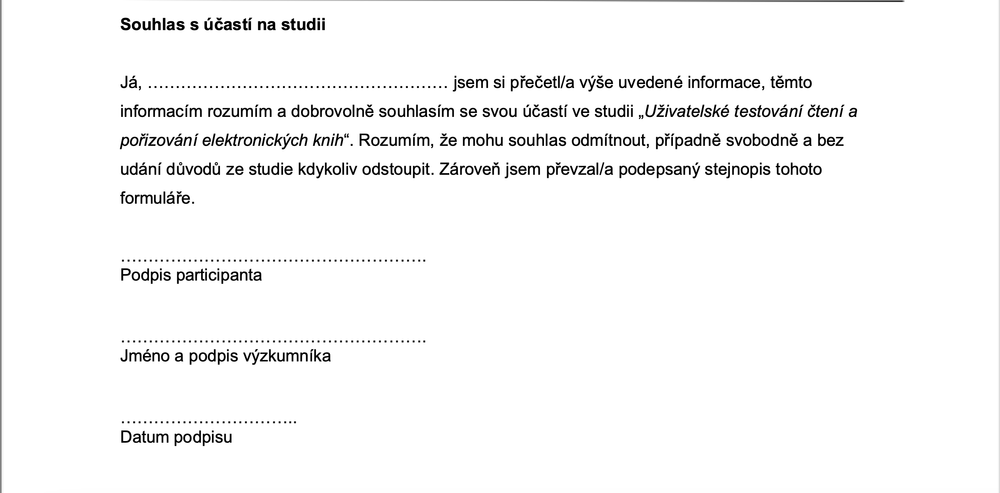 Souhlas s účastí na studii
Já, ……………………………………………… jsem si přečetl/a výše uvedené informace, těmto
informacím rozumím a dobrovolně souhlasím se svou účastí ve studii „Uživatelské testování čtení a
pořizování elektronických knih“. Rozumím, že mohu souhlas odmítnout, případně svobodně a bez
udání důvodů ze studie kdykoliv odstoupit. Zároveň jsem převzal/a podepsaný stejnopis tohoto
formuláře.
……………………………………………….
Podpis participanta
……………………………………………….
Jméno a podpis výzkumníka
…………………………..
Datum podpisu